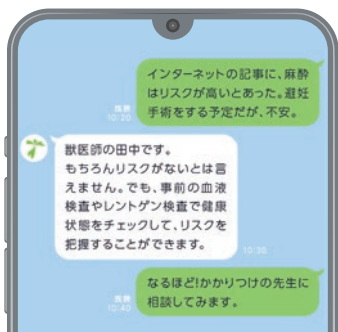 インターネットの記事に、麻酔
はリスクが高いとあった。避妊
手術をする予定だが、不安。
既読
10:20
獣医師の田中です。
もちろんリスクがないとは言
えません。でも、事前の血液
検査やレントゲン検査で健康
状態をチェックして、リスクを
把握することができます。
10:30
なるほど!かかりつけの先生に
相談してみます。
既読
10:40